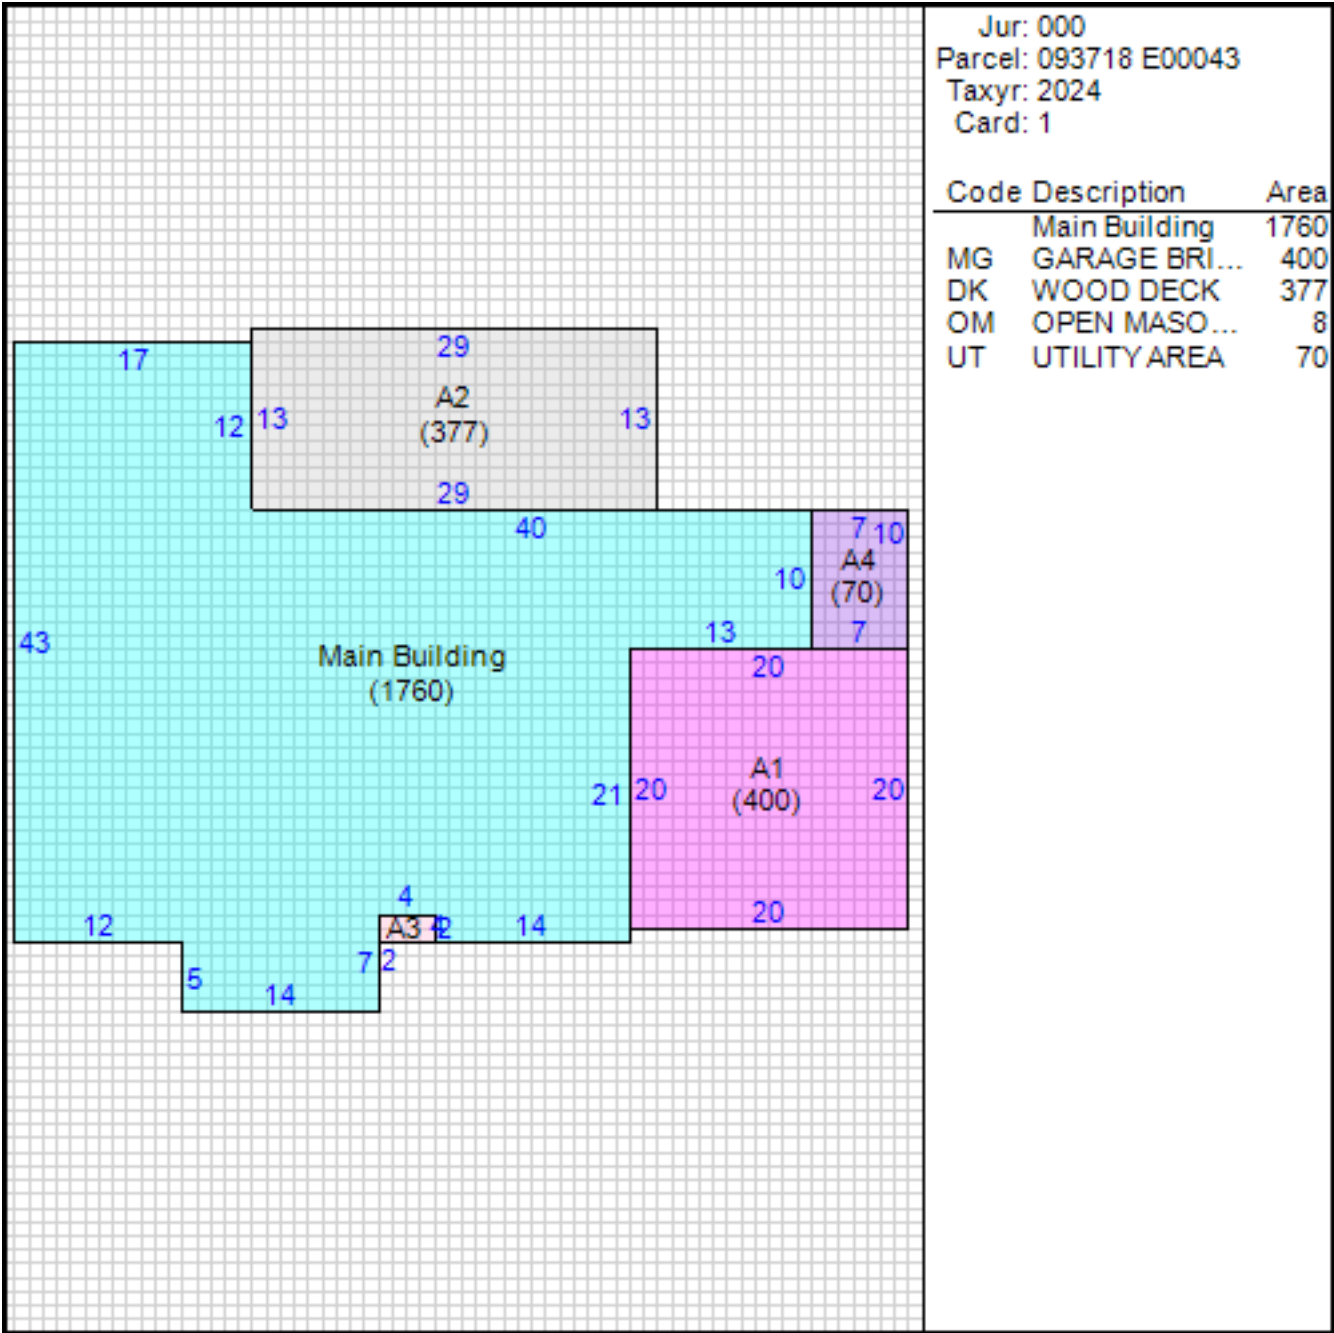 Jur: 000
Parcel: 093718 E00043
Taxyr: 2024
Card: 1
Code Description Area
Main Building 1760
MG GARAGE BRI... 400
DK WOOD DECK 377
OM OPEN MASO... 8
UT UTILITY AREA 70
29
17
A2
12 13 13
(377)
29
40
7 10
A4
10 (70)
13 7
43
Main Building
(1760)
20
A1
21 20 (400) 20
4
20
12 A3 4 2 14
7 2
5
14